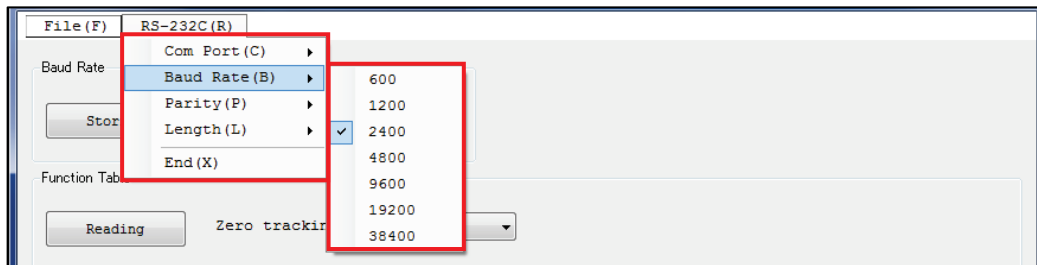 File(F) RS-232C(R)
Com Port(C)
Baud Rate
Baud Rate(B)
600
Parity(P)
1200
Stor
Length(L)
2400
4800
End(X)
9600
Function Tab
19200
Reading
Zero trackin
38400